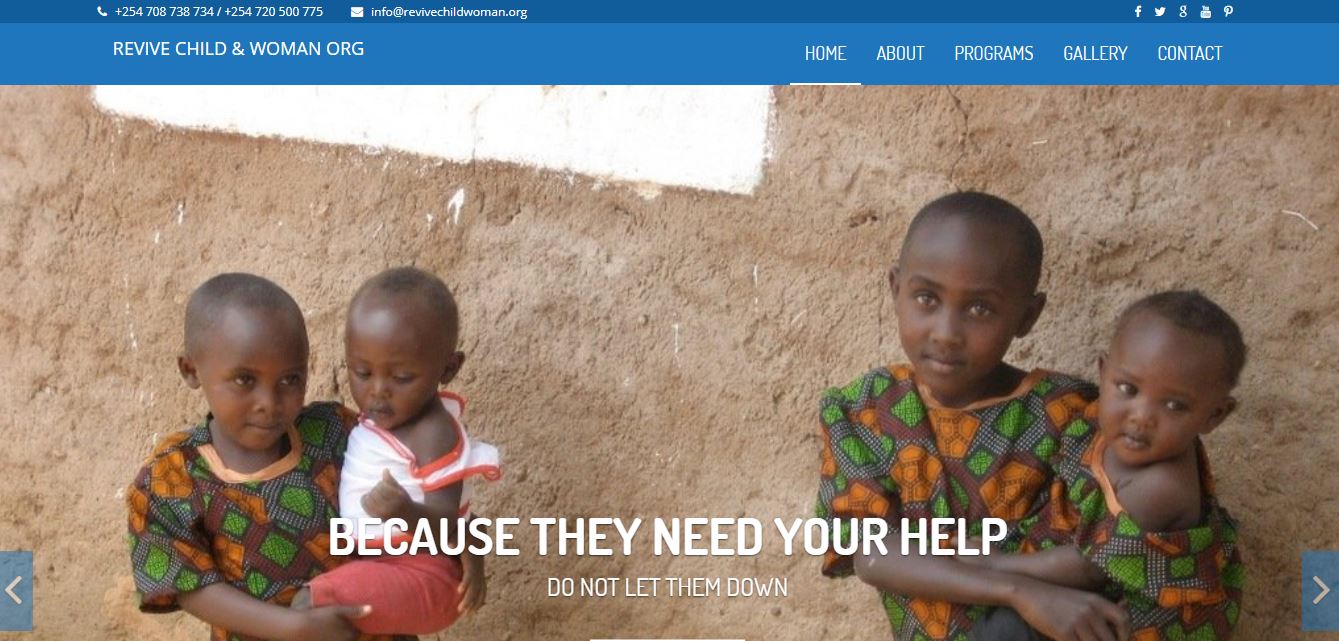 +254 708 738 734 / +254 720 500 775 info@revivechildwoman.org
REVIVE CHILD & WOMAN ORG
HOME ABOUT PROGRAMS GALLERY CONTACT
BECAUSE THEY NEED YOUR HELP
DO NOT LET THEM DOWN